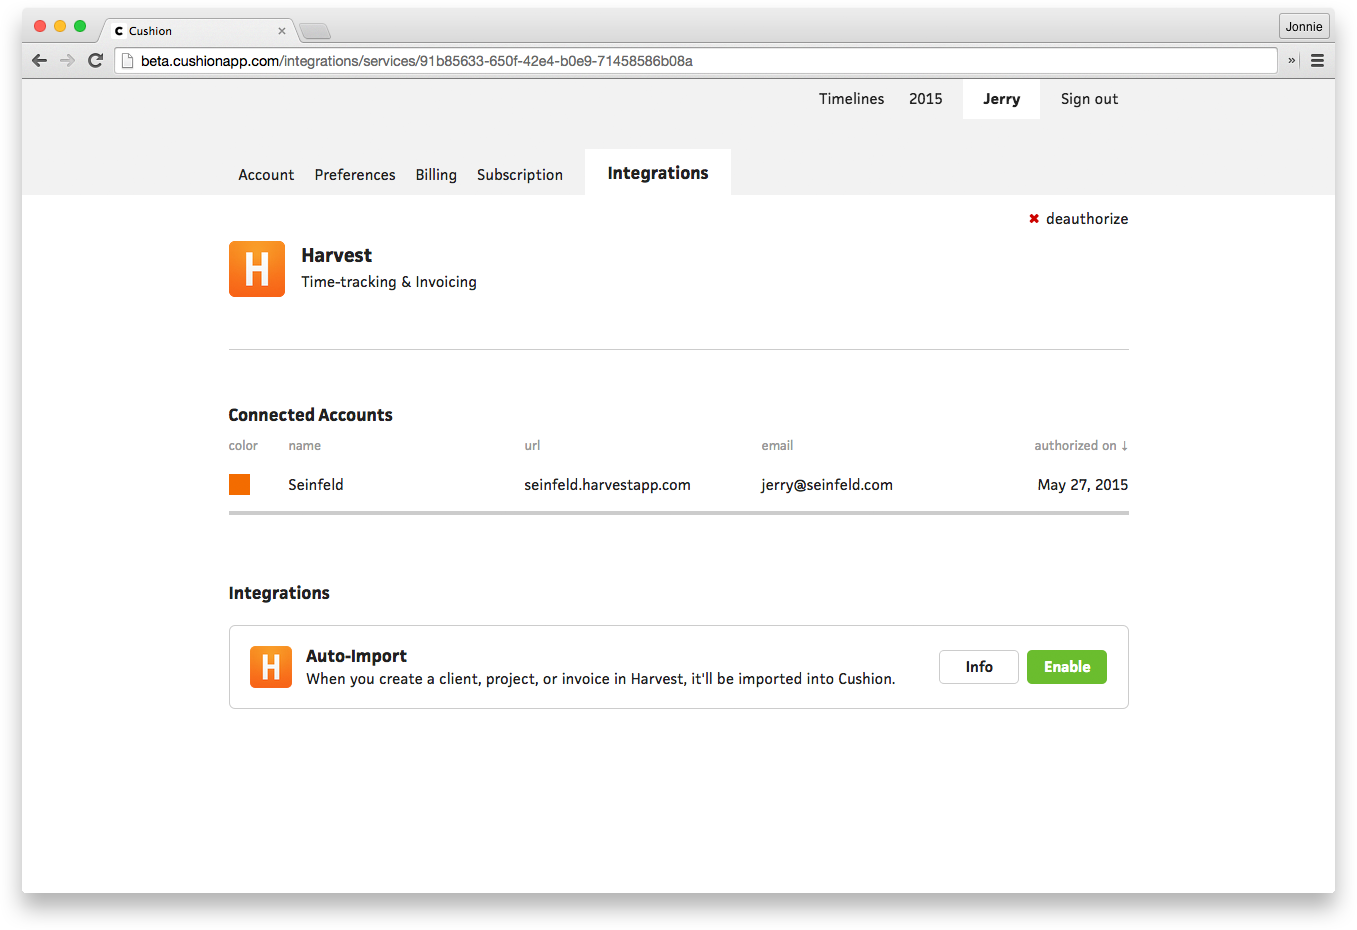 Cushion
Jonnie
beta.cushionapp.com/integrations/services/91b85633-650f-42e4-b0e9-71458586b08a
Timelines 2015 Jerry Sign out
Account Preferences Billing Subscription Integrations
✖ deauthorize
H
Harvest
Time-tracking & Invoicing
Connected Accounts
color name url email authorized on ↓
Seinfeld seinfeld.harvestapp.com jerry@seinfeld.com May 27, 2015
Integrations
H
Auto-Import
When you create a client, project, or invoice in Harvest, it'll be imported into Cushion.
Info Enable